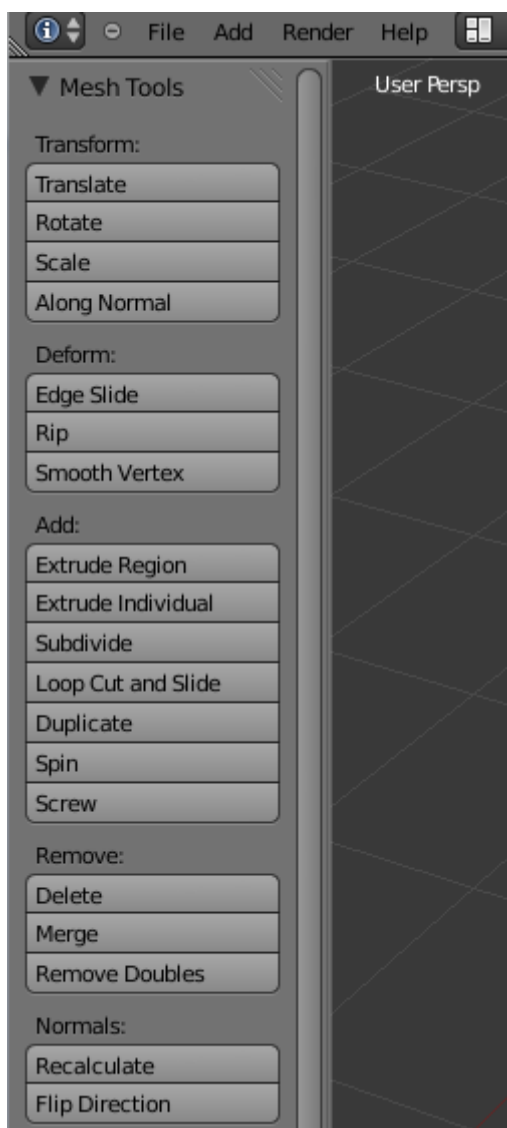 File Add Render Help
Mesh Tools
User Persp
Transform:
Translate
Rotate
Scale
Along Normal
Deform:
Edge Slide
Rip
Smooth Vertex
Add:
Extrude Region
Extrude Individual
Subdivide
Loop Cut and Slide
Duplicate
Spin
Screw
Remove:
Delete
Merge
Remove Doubles
Normals:
Recalculate
Flip Direction